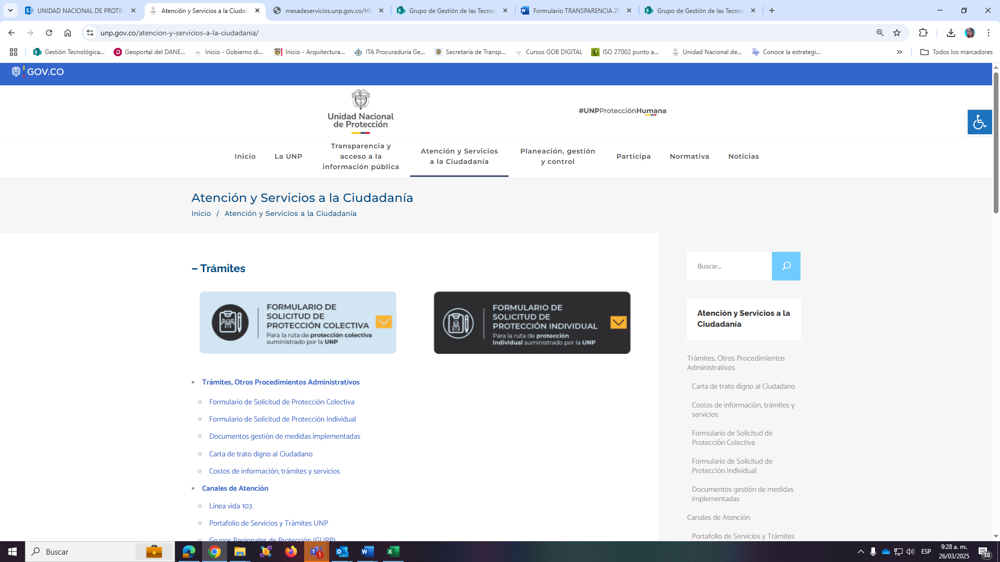 UNIDAD NACIONAL DE PROTEC
Atención y Servicios a la Ciudad
mesadeservicios.unp.gov.co/HE
Grupo de Gestión de las Tecnol
Formulario TRANSPARENCIA 20
Grupo de Gestión de las Tecnol
unp.gov.co/atencion-y-servicios-a-la-ciudadania/
Gestión Tecnológica...
Geoportal del DANE...
Inicio - Gobierno di...
Inicio - Arquitectura...
ITA Procuraduría Ge...
Secretaría de Transp...
Cursos GOB DIGITAL
ISO 27002 punto a...
Unidad Nacional de...
Conoce la estrategi...
Todos los marcadores
GOV.CO
Unidad Nacional
de Protección
#UNPProtecciónHumana
Inicio
La UNP
Transparencia y
acceso a la
información pública
Atención y Servicios
a la Ciudadanía
Planeación, gestión
y control
Participa
Normativa
Noticias
Atención y Servicios a la Ciudadanía
Inicio / Atención y Servicios a la Ciudadanía
– Trámites
FORMULARIO DE
SOLICITUD DE
PROTECCIÓN COLECTIVA
Para la ruta de protección colectiva
suministrado por la UNP
FORMULARIO DE
SOLICITUD DE
PROTECCIÓN INDIVIDUAL
Para la ruta de protección
individual suministrado por la UNP
Trámites, Otros Procedimientos Administrativos
Formulario de Solicitud de Protección Colectiva
Formulario de Solicitud de Protección Individual
Documentos gestión de medidas implementadas
Carta de trato digno al Ciudadano
Costos de información, trámites y servicios
Canales de Atención
Línea vida 103
Portafolio de Servicios y Trámites UNP
Grupos Regionales de Protección (GURP)
Buscar...
Atención y Servicios a la
Ciudadanía
Trámites, Otros Procedimientos
Administrativos
Carta de trato digno al Ciudadano
Costos de información, trámites y
servicios
Formulario de Solicitud de
Protección Colectiva
Formulario de Solicitud de
Protección Individual
Documentos gestión de medidas
implementadas
Canales de Atención
Portafolio de Servicios y Trámites
Buscar
1
ESP
9:28 a. m.
26/03/2025
38